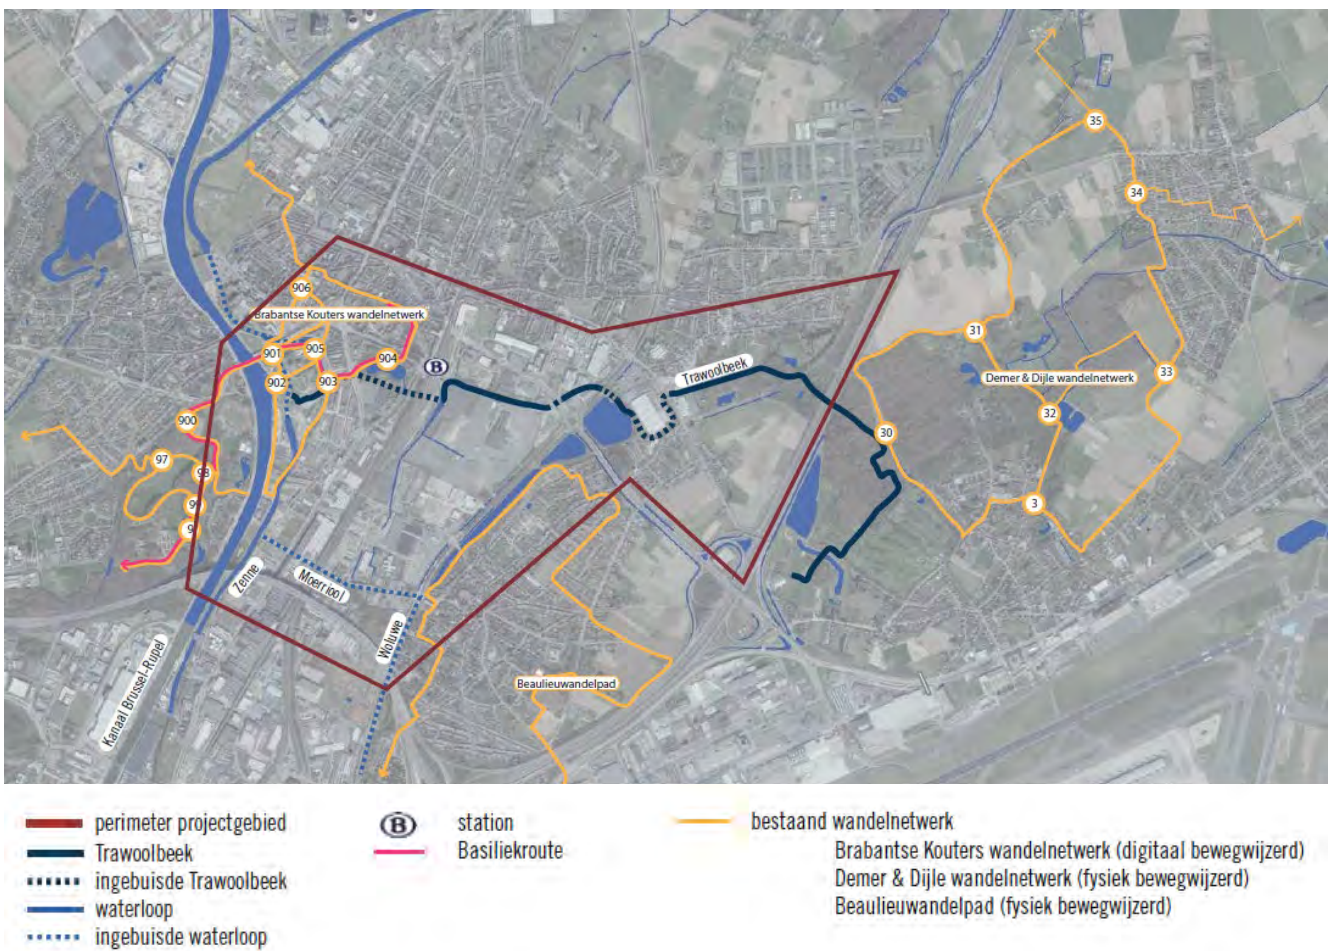 35
34
906
Brabantse Kouters wandelnetwerk
31
901
905
904
B
Trawoolbeek
33
902
903
Demer & Dijle wandelnetwerk
32
900
30
97
98
3
9
Zenne
Moerriool
Woluwe
Kanaal Brussel-Rupel
Beaulieuwandelpad
perimeter projectgebied
Trawoolbeek
ingebuisde Trawoolbeek
waterloop
ingebuisde waterloop
B station
Basiliekroute
bestaand wandelnetwerk
Brabantse Kouters wandelnetwerk (digitaal bewegwijzerd)
Demer & Dijle wandelnetwerk (fysiek bewegwijzerd)
Beaulieuwandelpad (fysiek bewegwijzerd)